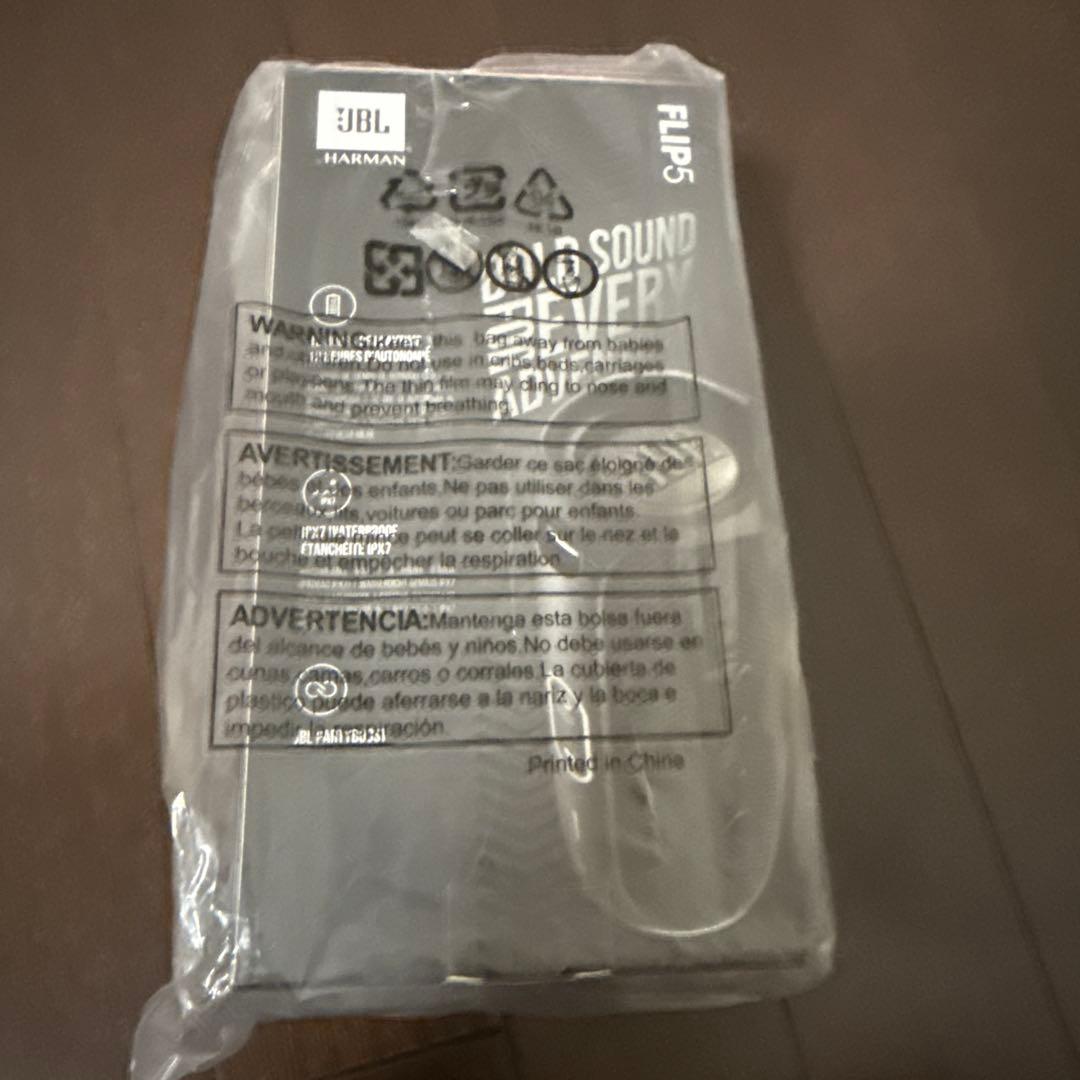 JBL
HARMAN
FLIP5
SOUND
EVERY
WARNING: this bag away from babies
Do not use in cribs,beds,carriages
The thin film may cling to nose and
mouth and prevent breathing.
D'AUTONOMIE
AVERTISSEMENT:Garder ce sac éloigné des
enfants.Ne pas utiliser dans les
voitures ou parc pour enfants.
La peut se coller sur le nez et la
bouche et empêcher la respiration
IPX7 WATERPROOF
ÉTANCHÉITÉ IPX7
ADVERTENCIA:Mantenga esta bolsa fuera
del alcance de bebés y niños.No debe usarse en
cunas,camas,carros o corrales.La cubierta de
plastico puede aferrarse a la nariz y la boca e
impedir la respiración.
JBL PARTYBOOST
Printed in China